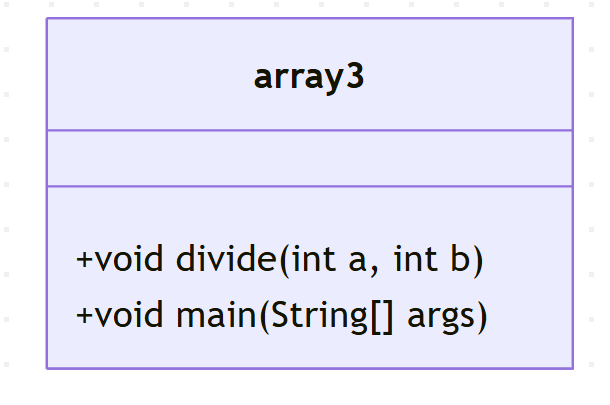 array3
+void divide(int a, int b)
+void main(String[] args)